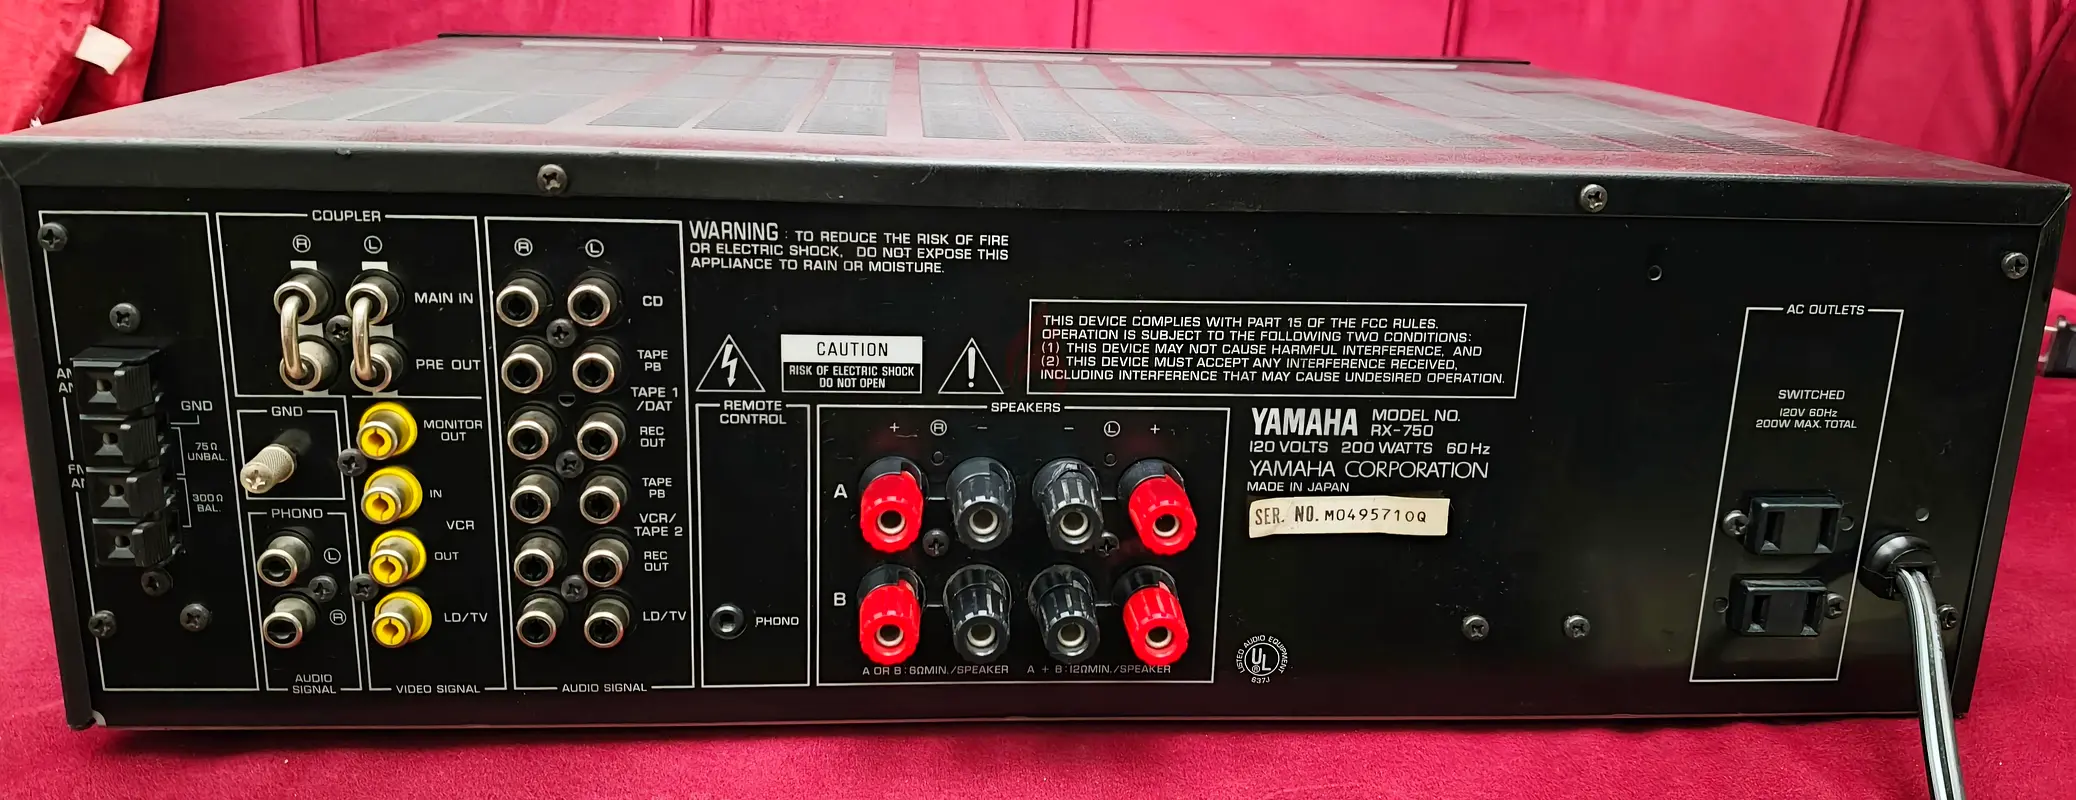 COUPLER
R L
MAIN IN
PRE OUT
GND
75Ω
UNBAL.
300Ω
BAL.
GND
PHONO
L
R
AUDIO
SIGNAL
MONITOR
OUT
IN
VCR
OUT
LD/TV
VIDEO SIGNAL
R L
CD
TAPE
PB
TAPE 1
/DAT
REC
OUT
TAPE
PB
VCR/
TAPE 2
REC
OUT
LD/TV
AUDIO SIGNAL
WARNING : TO REDUCE THE RISK OF FIRE
OR ELECTRIC SHOCK, DO NOT EXPOSE THIS
APPLIANCE TO RAIN OR MOISTURE.
CAUTION
RISK OF ELECTRIC SHOCK
DO NOT OPEN
!
THIS DEVICE COMPLIES WITH PART 15 OF THE FCC RULES.
OPERATION IS SUBJECT TO THE FOLLOWING TWO CONDITIONS:
(1) THIS DEVICE MAY NOT CAUSE HARMFUL INTERFERENCE, AND
(2) THIS DEVICE MUST ACCEPT ANY INTERFERENCE RECEIVED,
INCLUDING INTERFERENCE THAT MAY CAUSE UNDESIRED OPERATION.
REMOTE
CONTROL
PHONO
SPEAKERS
+ R − − L +
A
B
A OR B : 6ΩMIN./SPEAKER A + B : 12ΩMIN./SPEAKER
YAMAHA MODEL NO.
RX-750
120 VOLTS 200 WATTS 60Hz
YAMAHA CORPORATION
MADE IN JAPAN
SER. NO. M049571OQ
LISTED AUDIO EQUIPMENT
UL
®
637J
AC OUTLETS
SWITCHED
120V 60Hz
200W MAX. TOTAL